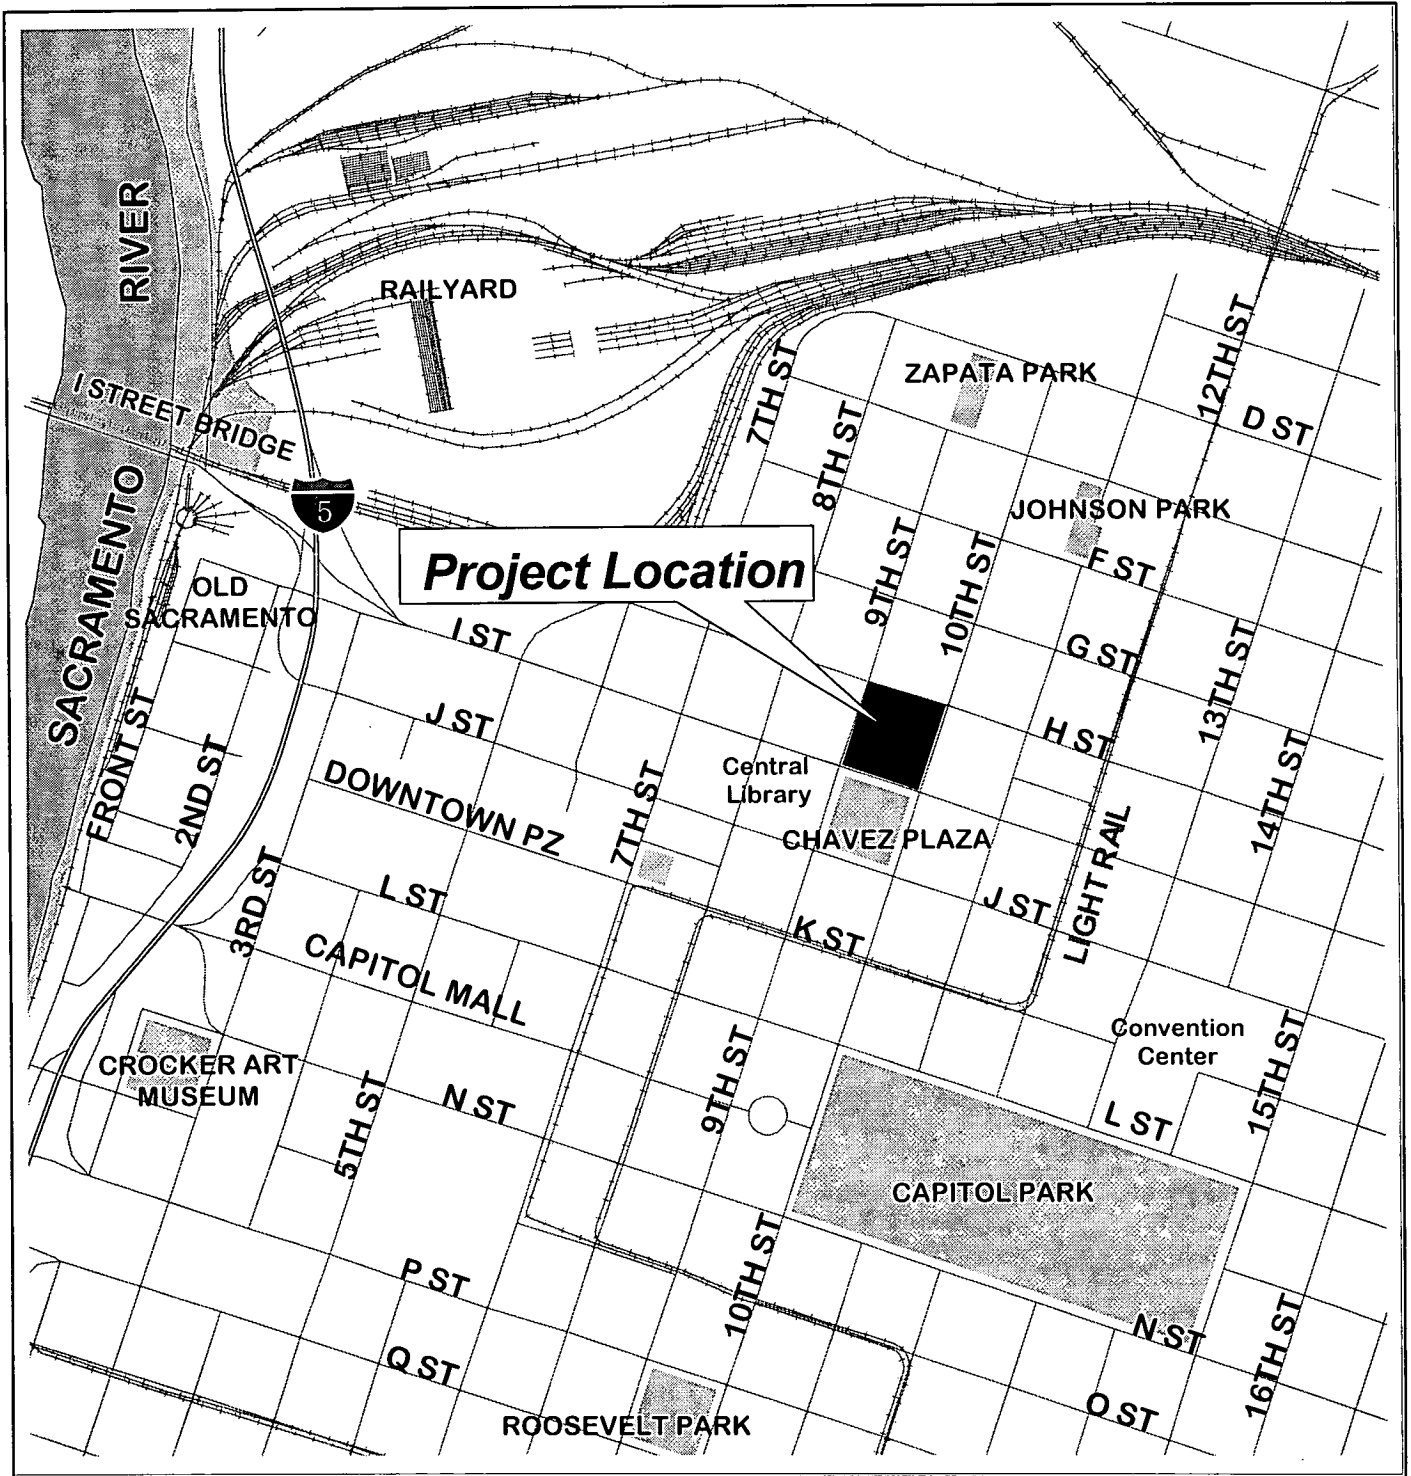 RIVER
RAILYARD
12TH ST
7TH ST
ZAPATA PARK
D ST
I STREET BRIDGE
8TH ST
SACRAMENTO
5
JOHNSON PARK
9TH ST
10TH ST
F ST
Project Location
OLD
SACRAMENTO
I ST
G ST
13TH ST
J ST
H ST
FRONT ST
2ND ST
DOWNTOWN PZ
7TH ST
Central
Library
14TH ST
CHAVEZ PLAZA
LIGHT RAIL
3RD ST
L ST
J ST
K ST
CAPITOL MALL
Convention
Center
15TH ST
CROCKER ART
MUSEUM
9TH ST
N ST
L ST
5TH ST
CAPITOL PARK
10TH ST
P ST
N ST
16TH ST
Q ST
O ST
ROOSEVELT PARK